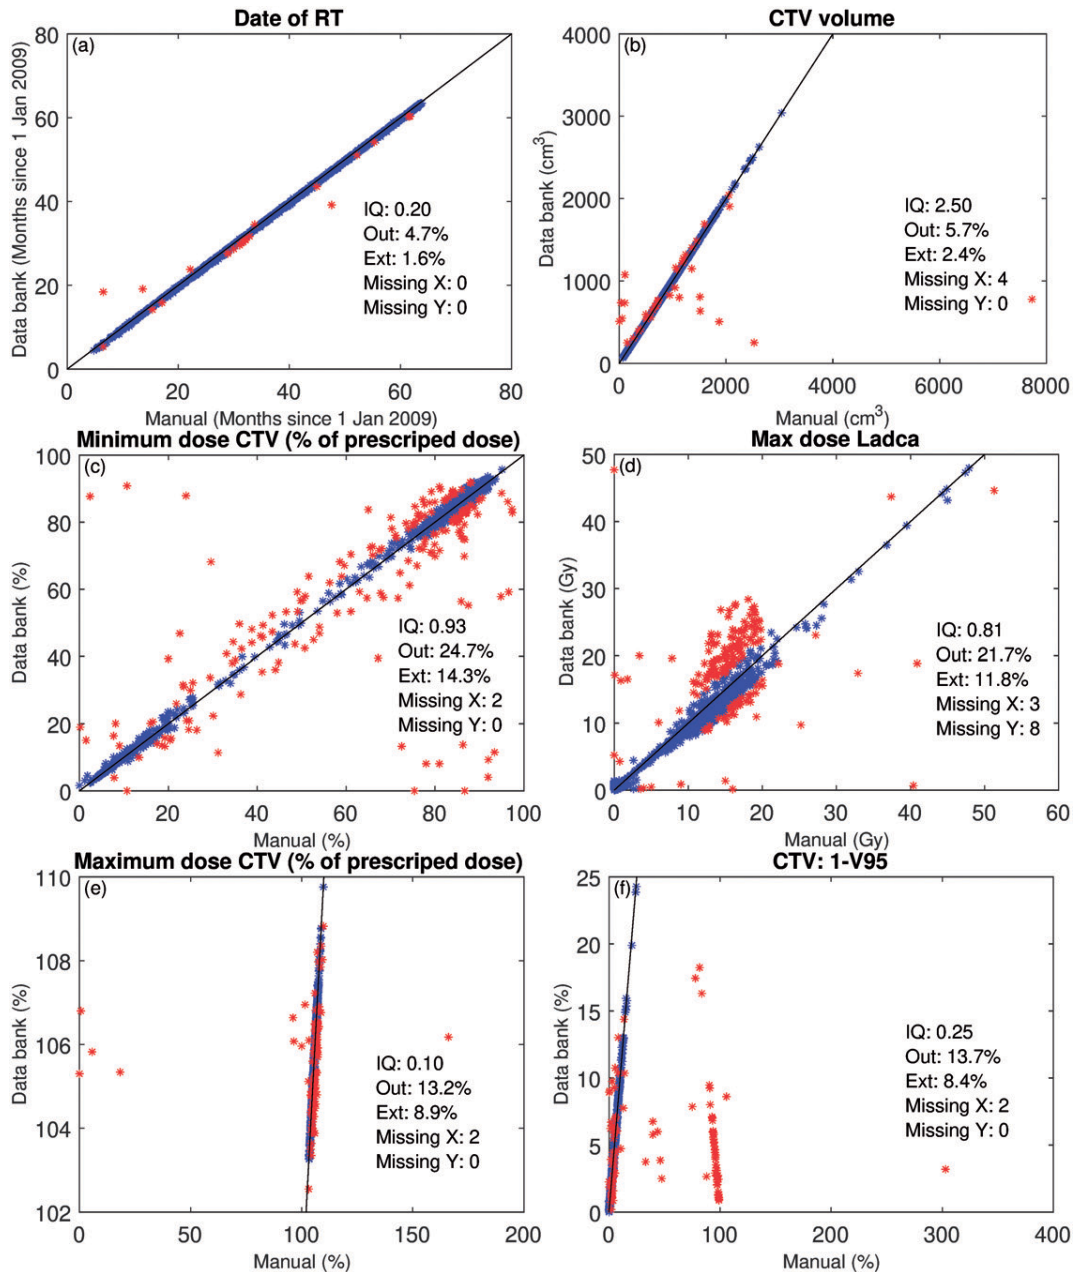 Date of RT
(a)
80
60
40
20
0
0 20 40 60 80
Data bank (Months since 1 Jan 2009)
Manual (Months since 1 Jan 2009)
IQ: 0.20
Out: 4.7%
Ext: 1.6%
Missing X: 0
Missing Y: 0
CTV volume
(b)
4000
3000
2000
1000
0
0 2000 4000 6000 8000
Data bank (cm³)
Manual (cm³)
IQ: 2.50
Out: 5.7%
Ext: 2.4%
Missing X: 4
Missing Y: 0
Minimum dose CTV (% of prescriped dose)
(c)
100
80
60
40
20
0
0 20 40 60 80 100
Data bank (%)
Manual (%)
IQ: 0.93
Out: 24.7%
Ext: 14.3%
Missing X: 2
Missing Y: 0
Max dose Ladca
(d)
50
40
30
20
10
0
0 10 20 30 40 50 60
Data bank (Gy)
Manual (Gy)
IQ: 0.81
Out: 21.7%
Ext: 11.8%
Missing X: 3
Missing Y: 8
Maximum dose CTV (% of prescriped dose)
(e)
110
108
106
104
102
0 50 100 150 200
Data bank (%)
Manual (%)
IQ: 0.10
Out: 13.2%
Ext: 8.9%
Missing X: 2
Missing Y: 0
CTV: 1-V95
(f)
25
20
15
10
5
0
0 100 200 300 400
Data bank (%)
Manual (%)
IQ: 0.25
Out: 13.7%
Ext: 8.4%
Missing X: 2
Missing Y: 0